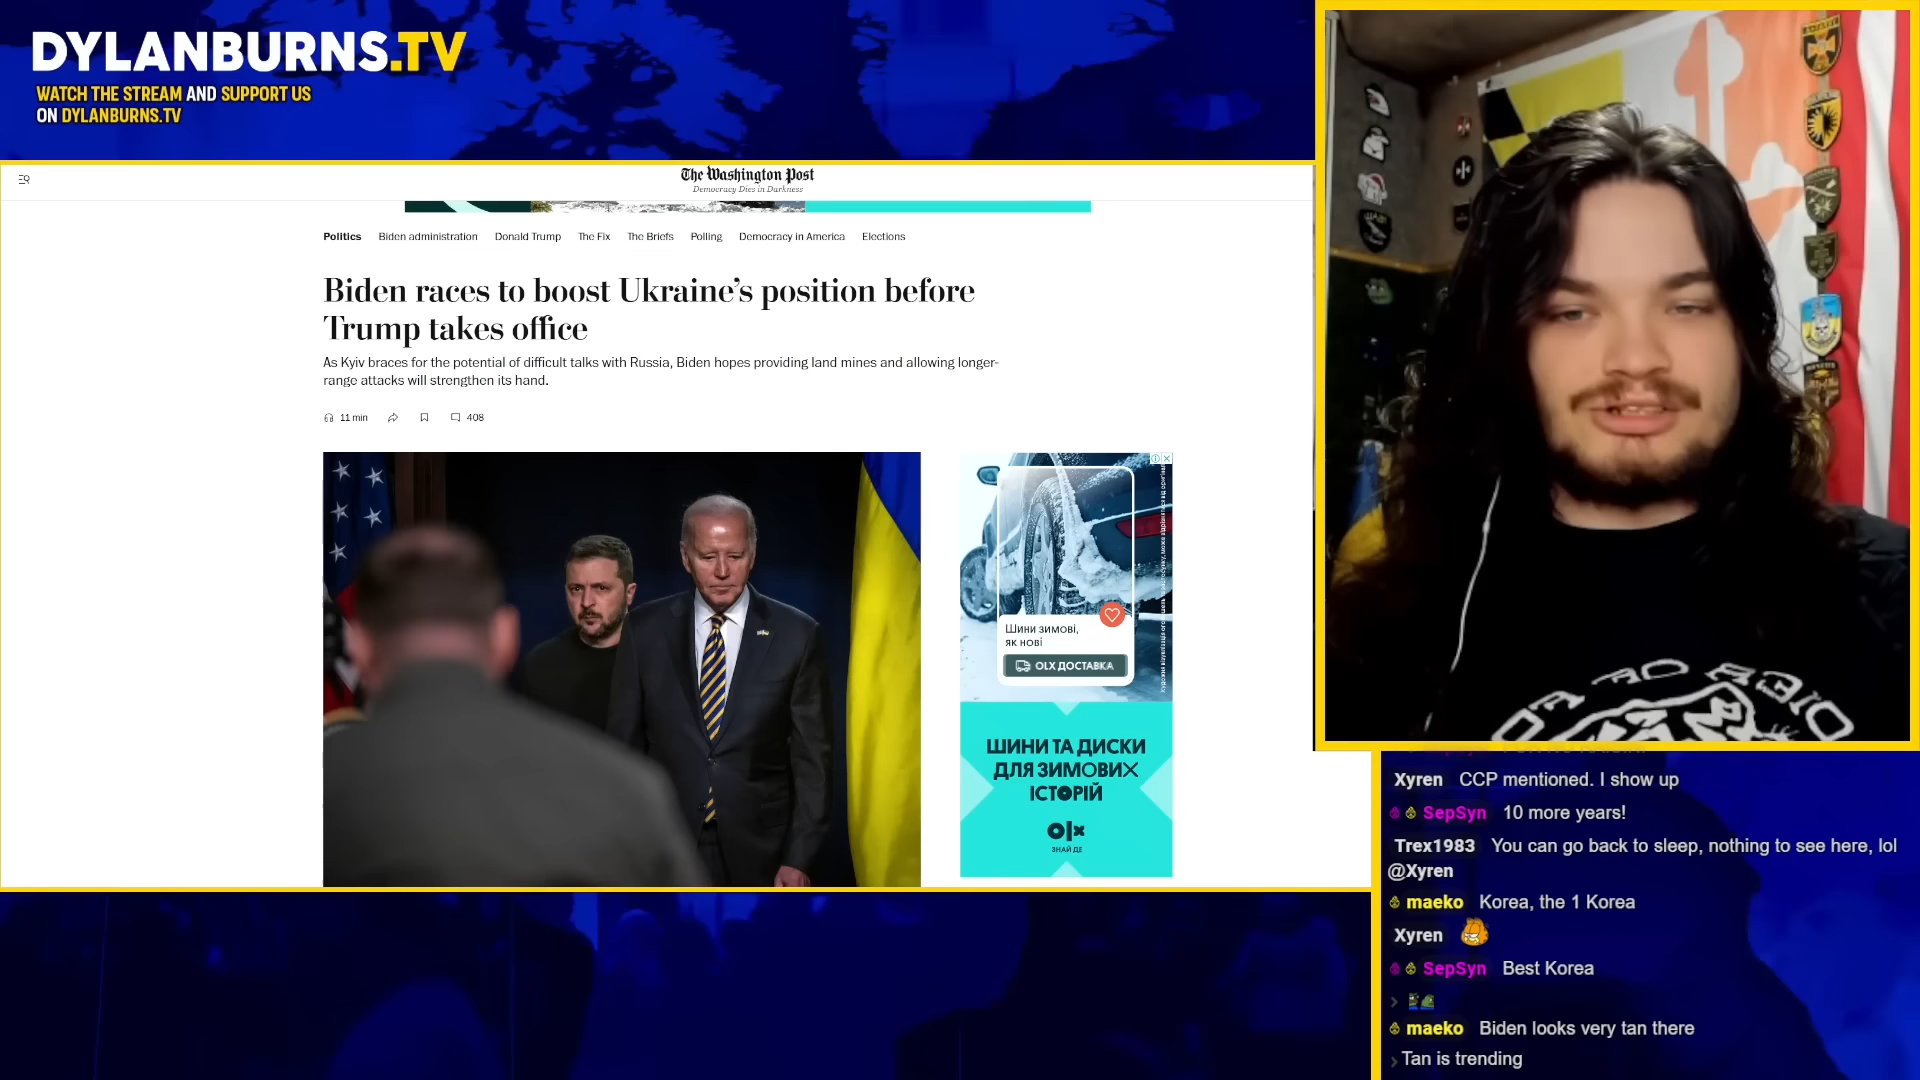 DYLANBURNS.TV
WATCH THE STREAM AND SUPPORT US
ON DYLANBURNS.TV
The Washington Post
Democracy Dies in Darkness
Politics Biden administration Donald Trump The Fix The Briefs Polling Democracy in America Elections
Biden races to boost Ukraine’s position before
Trump takes office
As Kyiv braces for the potential of difficult talks with Russia, Biden hopes providing land mines and allowing longer-
range attacks will strengthen its hand.
11 min
408
Шини зимові,
як нові
OLX ДОСТАВКА
ШИНИ ТА ДИСКИ
ДЛЯ ЗИМОВИХ
ІСТОРІЙ
olx
ЗНАЙ ДЕ
Xyren CCP mentioned. I show up
SepSyn 10 more years!
Trex1983 You can go back to sleep, nothing to see here, lol
@Xyren
maeko Korea, the 1 Korea
Xyren
SepSyn Best Korea
maeko Biden looks very tan there
Tan is trending